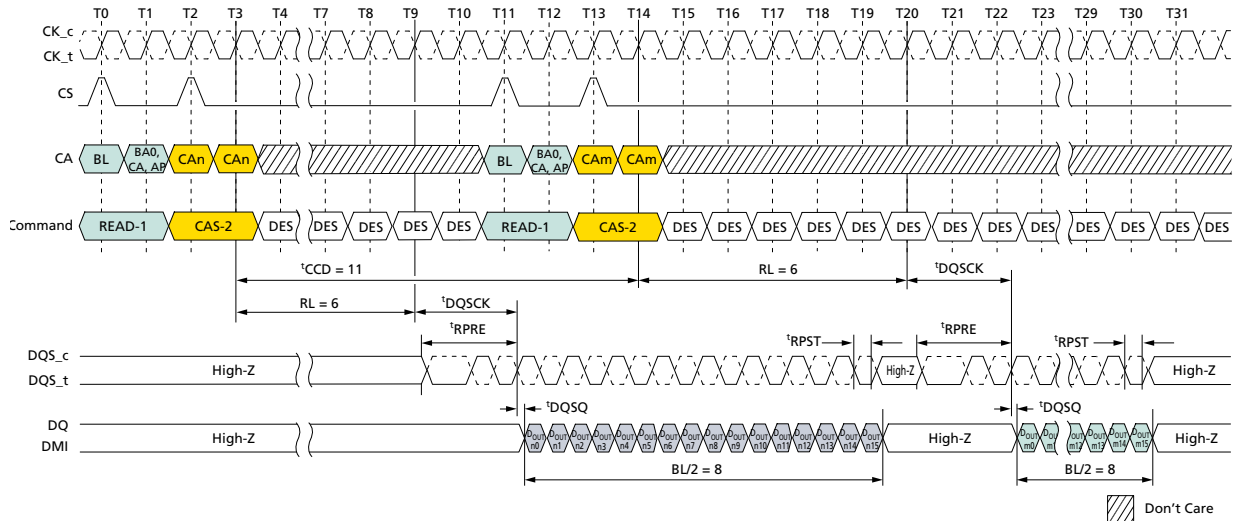 T0 T1 T2 T3 T4 T7 T8 T9 T10 T11 T12 T13 T14 T15 T16 T17 T18 T19 T20 T21 T22 T23 T29 T30 T31
CK_c
CK_t
CS
CA BL BA0, CA, AP CAn CAn BL BA0, CA, AP CAm CAm
Command READ-1 CAS-2 DES DES DES DES DES READ-1 CAS-2 DES DES DES DES DES DES DES DES DES DES DES DES DES
tCCD = 11 RL = 6 tDQSCK
RL = 6 tDQSCK
tRPRE tRPST tRPRE tRPST
DQS_c
DQS_t
High-Z High-Z High-Z
tDQSQ tDQSQ
DQ
DMI
High-Z DOUT n0 DOUT n1 DOUT n2 DOUT n3 DOUT n4 DOUT n5 DOUT n6 DOUT n7 DOUT n8 DOUT n9 DOUT n10 DOUT n11 DOUT n12 DOUT n13 DOUT n14 DOUT n15 High-Z DOUT m0 DOUT m1 DOUT m12 DOUT m13 DOUT m14 DOUT m15 High-Z
BL/2 = 8 BL/2 = 8
Don't Care